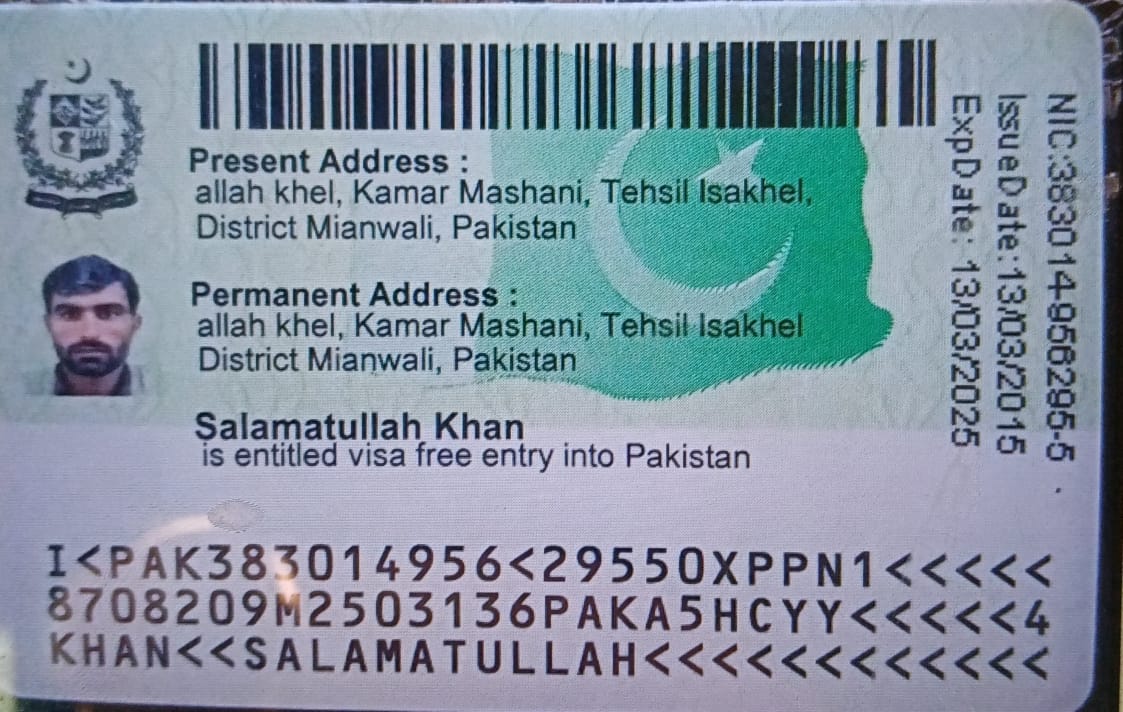 Present Address :
allah khel, Kamar Mashani, Tehsil Isakhel,
District Mianwali, Pakistan
Permanent Address :
allah khel, Kamar Mashani, Tehsil Isakhel
District Mianwali, Pakistan
Salamatullah Khan
is entitled visa free entry into Pakistan
NIC:383014-956295-5
IssueDate:13/03/2015
ExpDate: 13/03/2025
I<PAK383014956<29550XPPN1<<<<<
8708209M2503136PAKA5HCYY<<<<<4
KHAN<<SALAMATULLAH<<<<<<<<<<<<